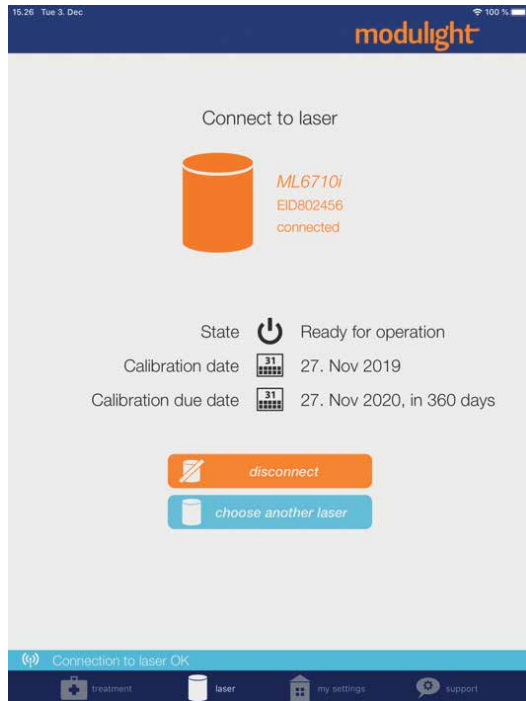 15.26 Tue 3. Dec 100 %
modulight
Connect to laser
ML6710i
EID802456
connected
State Ready for operation
Calibration date 31 27. Nov 2019
Calibration due date 31 27. Nov 2020, in 360 days
disconnect
choose another laser
Connection to laser OK
treatment laser my settings support